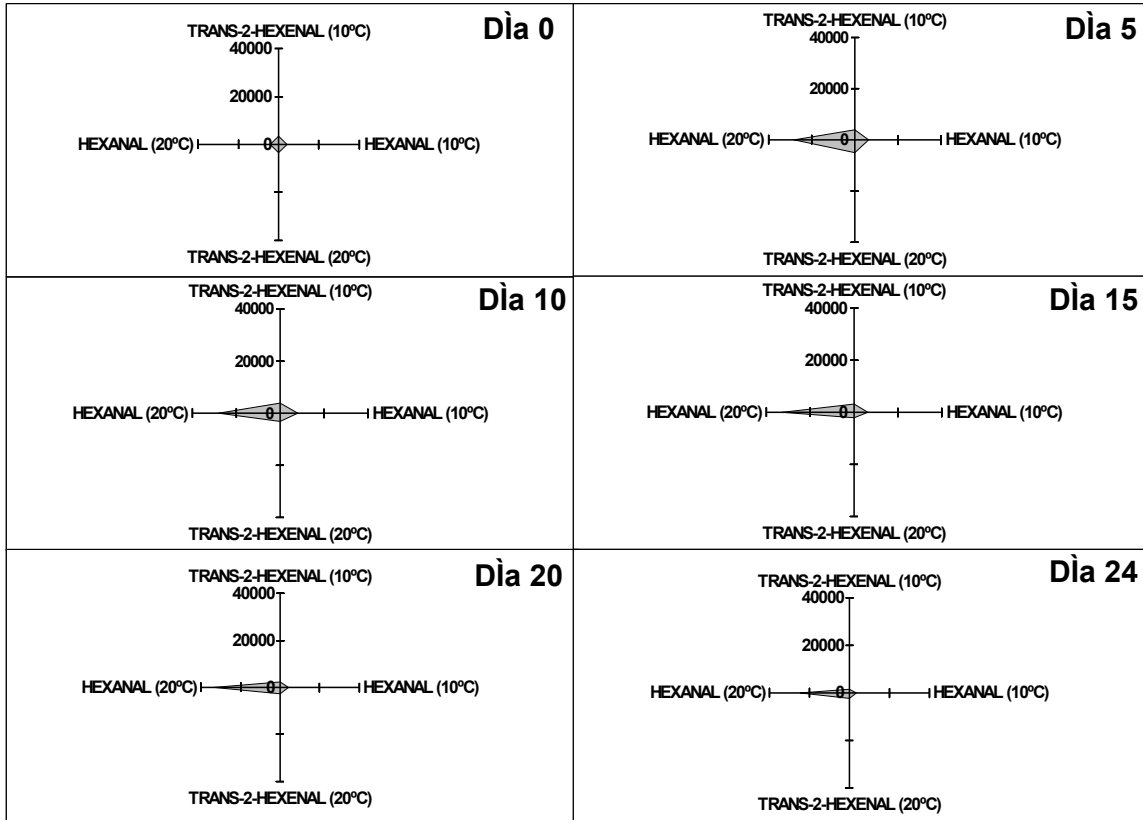 TRANS-2-HEXENAL (10ºC)
DÌa 0
40000
20000
HEXANAL (20ºC)
0
HEXANAL (10ºC)
TRANS-2-HEXENAL (20ºC)
TRANS-2-HEXENAL (10ºC)
DÌa 5
40000
20000
HEXANAL (20ºC)
0
HEXANAL (10ºC)
TRANS-2-HEXENAL (20ºC)
TRANS-2-HEXENAL (10ºC)
DÌa 10
40000
20000
HEXANAL (20ºC)
0
HEXANAL (10ºC)
TRANS-2-HEXENAL (20ºC)
TRANS-2-HEXENAL (10ºC)
DÌa 15
40000
20000
HEXANAL (20ºC)
0
HEXANAL (10ºC)
TRANS-2-HEXENAL (20ºC)
TRANS-2-HEXENAL (10ºC)
DÌa 20
40000
20000
HEXANAL (20ºC)
0
HEXANAL (10ºC)
TRANS-2-HEXENAL (20ºC)
TRANS-2-HEXENAL (10ºC)
DÌa 24
40000
20000
HEXANAL (20ºC)
0
HEXANAL (10ºC)
TRANS-2-HEXENAL (20ºC)